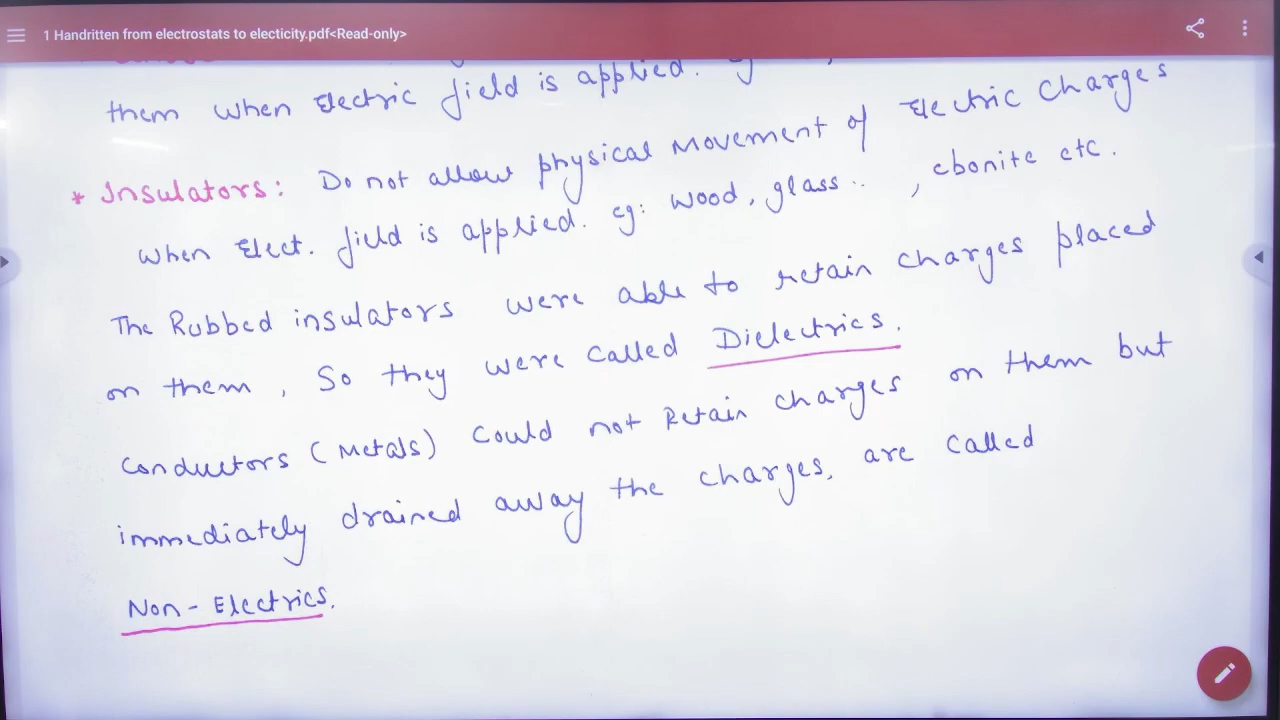 1 Handritten from electrostats to electicity.pdf<Read-only>
them when Electric field is applied.
* Insulators: Do not allow physical movement of Electric Charges
when Elect. field is applied. eg: wood, glass .. , ebonite etc.
The Rubbed insulators were able to retain charges placed
on them, So they were called Dielectrics.
Conductors (Metals) Could not Retain charges on them but
immediately drained away the charges, are called
Non-Electrics.